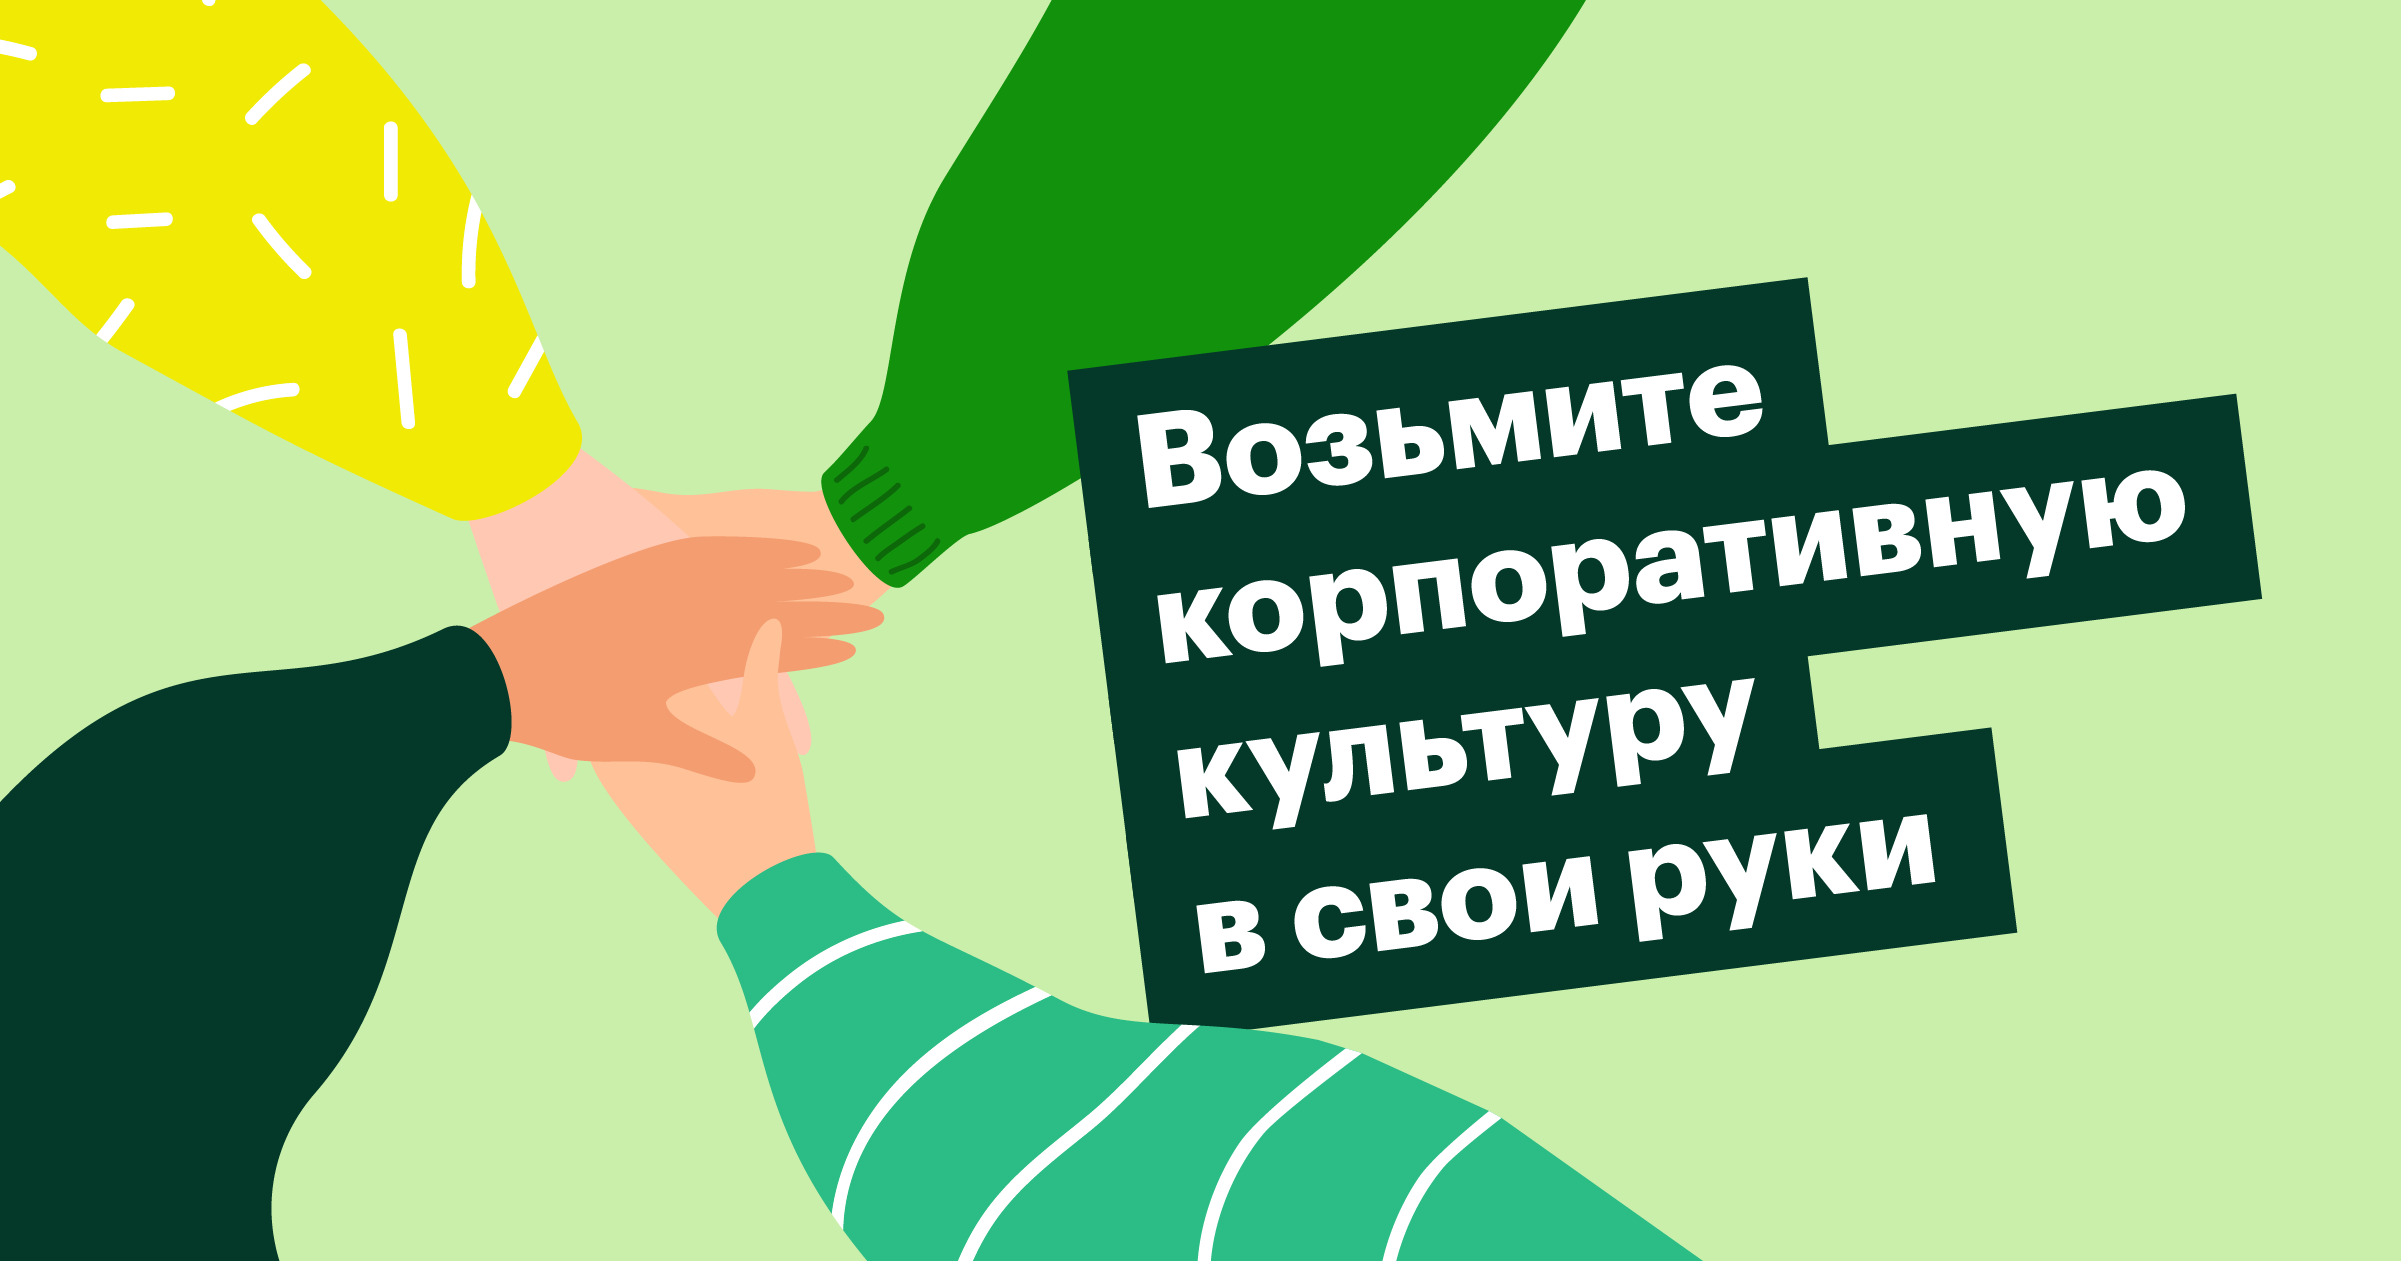 Возьмите
корпоративную
культуру
в свои руки